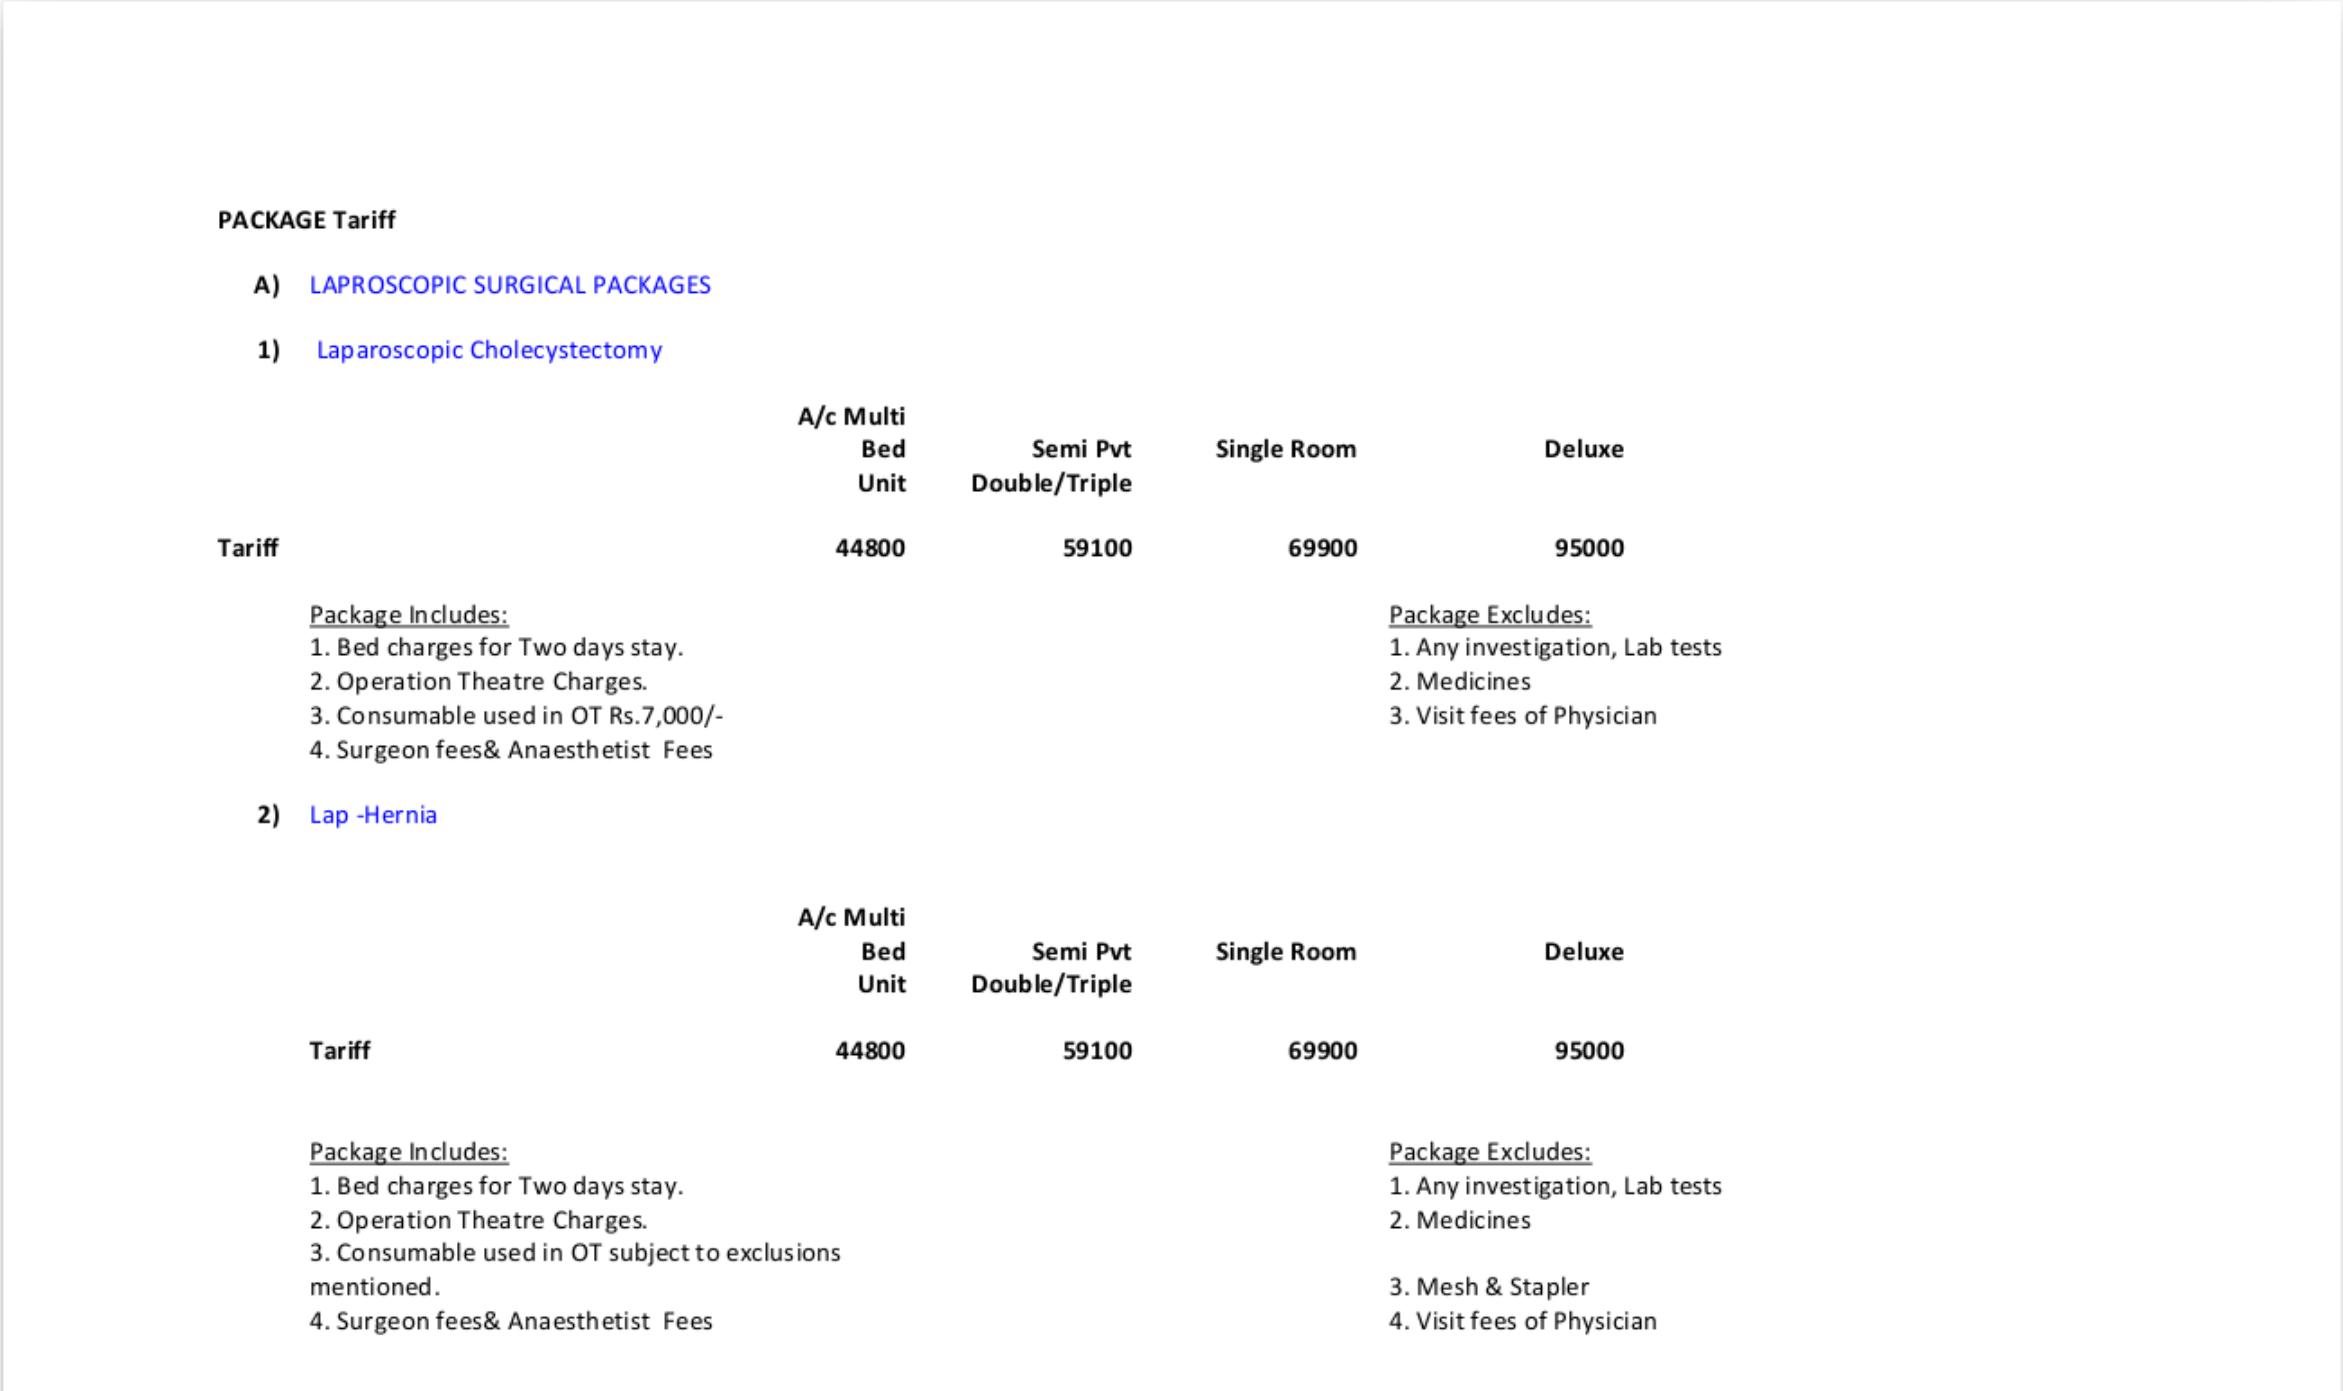 PACKAGE Tariff
A) LAPROSCOPIC SURGICAL PACKAGES
1) Laparoscopic Cholecystectomy
A/c Multi
Bed Semi Pvt Single Room Deluxe
Unit Double/Triple
Tariff 44800 59100 69900 95000
Package Includes: Package Excludes:
1. Bed charges for Two days stay. 1. Any investigation, Lab tests
2. Operation Theatre Charges. 2. Medicines
3. Consumable used in OT Rs.7,000/- 3. Visit fees of Physician
4. Surgeon fees& Anaesthetist Fees
2) Lap -Hernia
A/c Multi
Bed Semi Pvt Single Room Deluxe
Unit Double/Triple
Tariff 44800 59100 69900 95000
Package Includes: Package Excludes:
1. Bed charges for Two days stay. 1. Any investigation, Lab tests
2. Operation Theatre Charges. 2. Medicines
3. Consumable used in OT subject to exclusions
mentioned. 3. Mesh & Stapler
4. Surgeon fees& Anaesthetist Fees 4. Visit fees of Physician